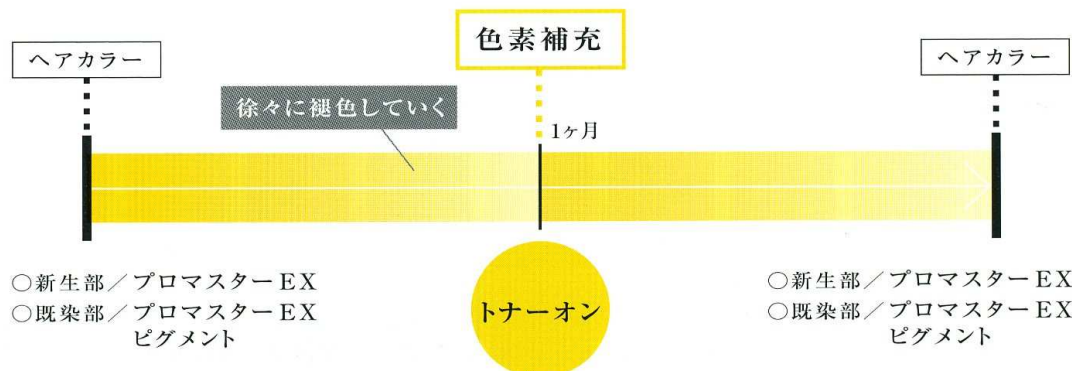 色素補充
ヘアカラー
ヘアカラー
徐々に褪色していく
1ヶ月
○新生部／プロマスターEX
○既染部／プロマスターEX
ピグメント
トナーオン
○新生部／プロマスターEX
○既染部／プロマスターEX
ピグメント